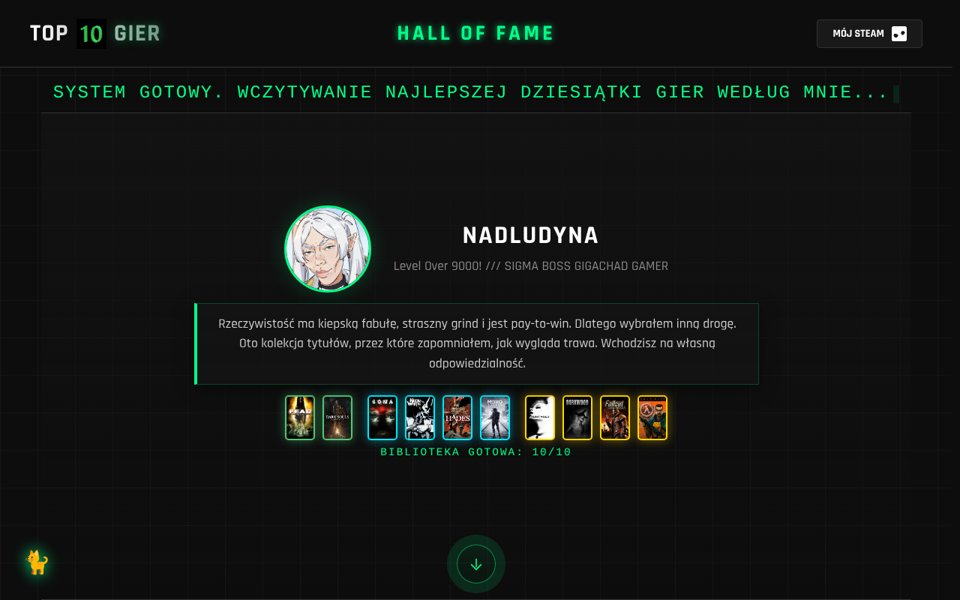 TOP 10 GIER
HALL OF FAME
MÓJ STEAM
SYSTEM GOTOWY. WCZYTYWANIE NAJLEPSZEJ DZIESIĄTKI GIER WEDŁUG MNIE...
NADLUDYNA
Level Over 9000! /// SIGMA BOSS GIGACHAD GAMER
Rzeczywistość ma kiepską fabułę, straszny grind i jest pay-to-win. Dlatego wybrałem inną drogę.
Oto kolekcja tytułów, przez które zapomniałem, jak wygląda trawa. Wchodzisz na własną
odpowiedzialność.
BIBLIOTEKA GOTOWA: 10/10